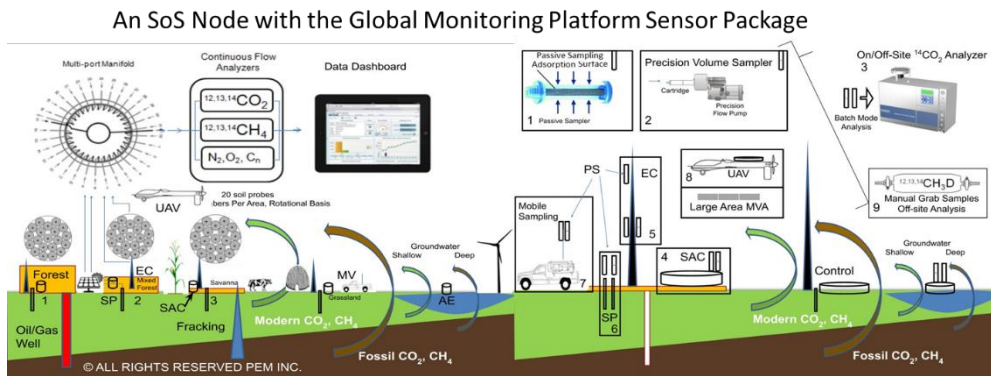 An SoS Node with the Global Monitoring Platform Sensor Package
Multi-port Manifold
Continuous Flow
Analyzers
12,13,14CO2
12,13,14CH4
N2, O2, Cn
Data Dashboard
UAV
20 soil probes
bers Per Area, Rotational Basis
Forest
1
Oil/Gas
Well
SP
EC
Mixed
Forest
2
SAC
Savanna
3
Fracking
MV
Grassland
AE
Groundwater
Shallow
Deep
Modern CO2, CH4
Fossil CO2, CH4
© ALL RIGHTS RESERVED PEM INC.
Passive Sampling
Adsorption Surface
1
Passive Sampler
Precision Volume Sampler
Cartridge
Precision
Flow Pump
2
On/Off-Site 14CO2 Analyzer
3
Batch Mode
Analysis
12,13,14CH3D
Manual Grab Samples
9
Off-site Analysis
PS
EC
5
8
UAV
Large Area MVA
Mobile
Sampling
7
SP
6
4
SAC
Control
Groundwater
Shallow
Deep
Modern CO2, CH4
Fossil CO2, CH4